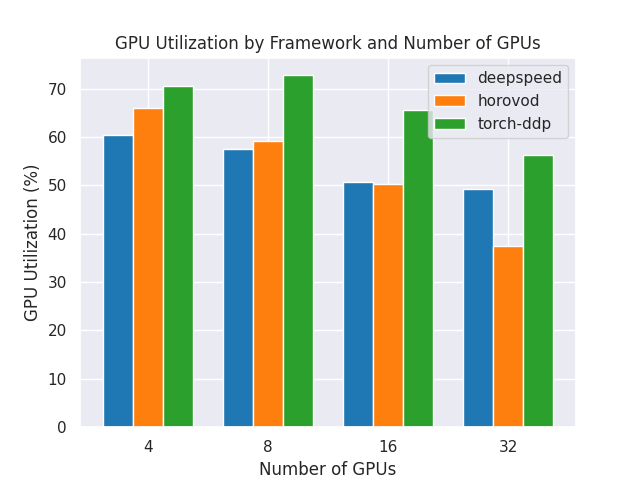 GPU Utilization by Framework and Number of GPUs
deepspeed
horovod
torch-ddp
GPU Utilization (%)
70
60
50
40
30
20
10
0
4 8 16 32
Number of GPUs